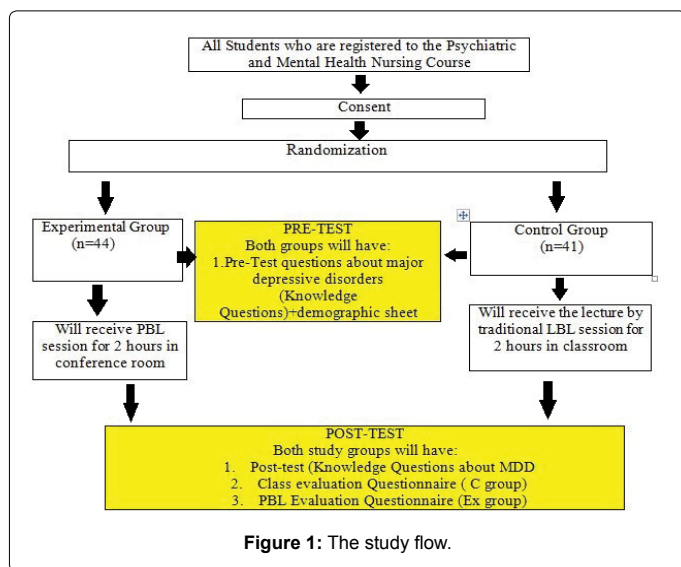 All Students who are registered to the Psychiatric
and Mental Health Nursing Course
Consent
Randomization
Experimental Group
(n=44)
PRE-TEST
Both groups will have:
1.Pre-Test questions about major
depressive disorders
(Knowledge
Questions)+demographic sheet
Control Group
(n=41)
Will receive PBL
session for 2 hours in
conference room
Will receive the lecture by
traditional LBL session for
2 hours in classroom
POST-TEST
Both study groups will have:
1. Post-test (Knowledge Questions about MDD
2. Class evaluation Questionnaire ( C group)
3. PBL Evaluation Questionnaire (Ex group)
Figure 1: The study flow.